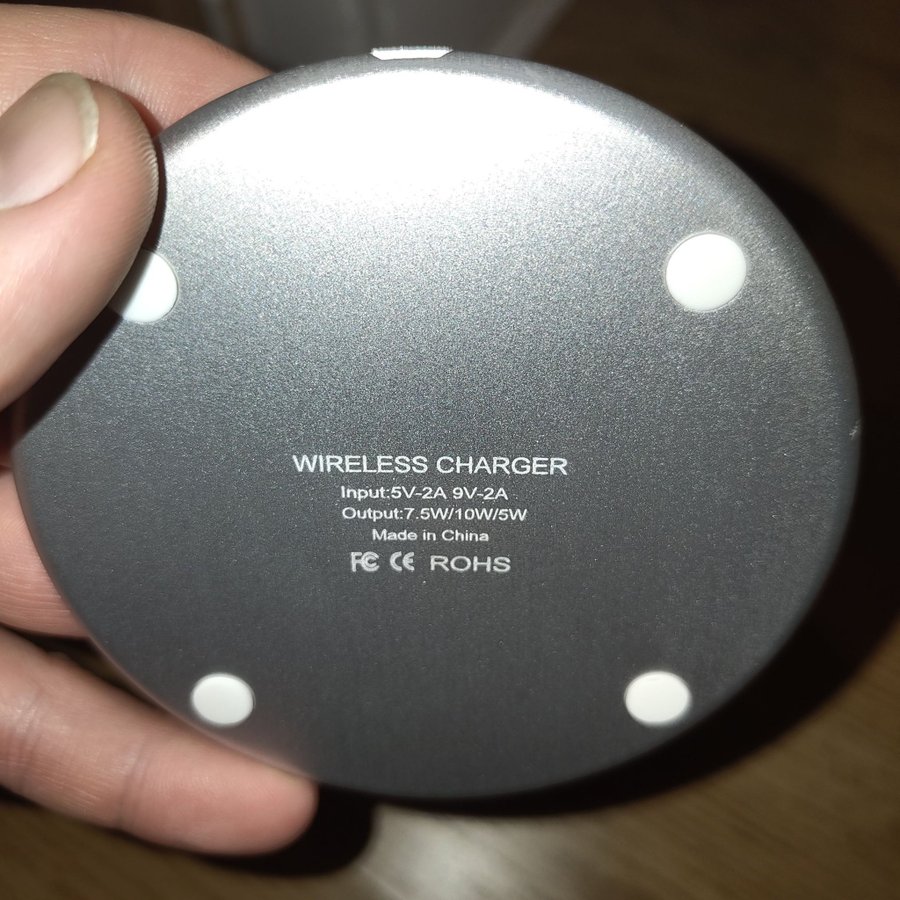 WIRELESS CHARGER
Input:5V-2A 9V-2A
Output:7.5W/10W/5W
Made in China
FC CE ROHS